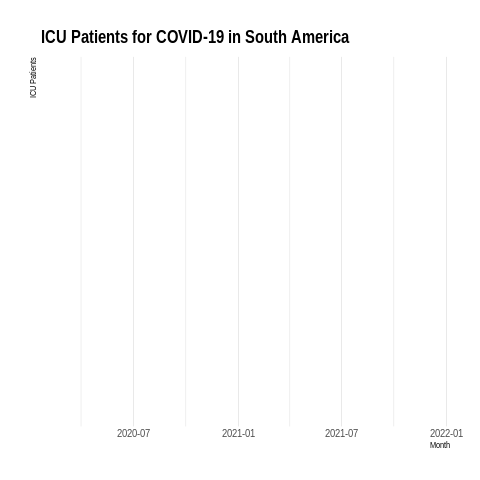 ICU Patients for COVID-19 in South America
ICU Patients
2020-07
2021-01
2021-07
2022-01
Month